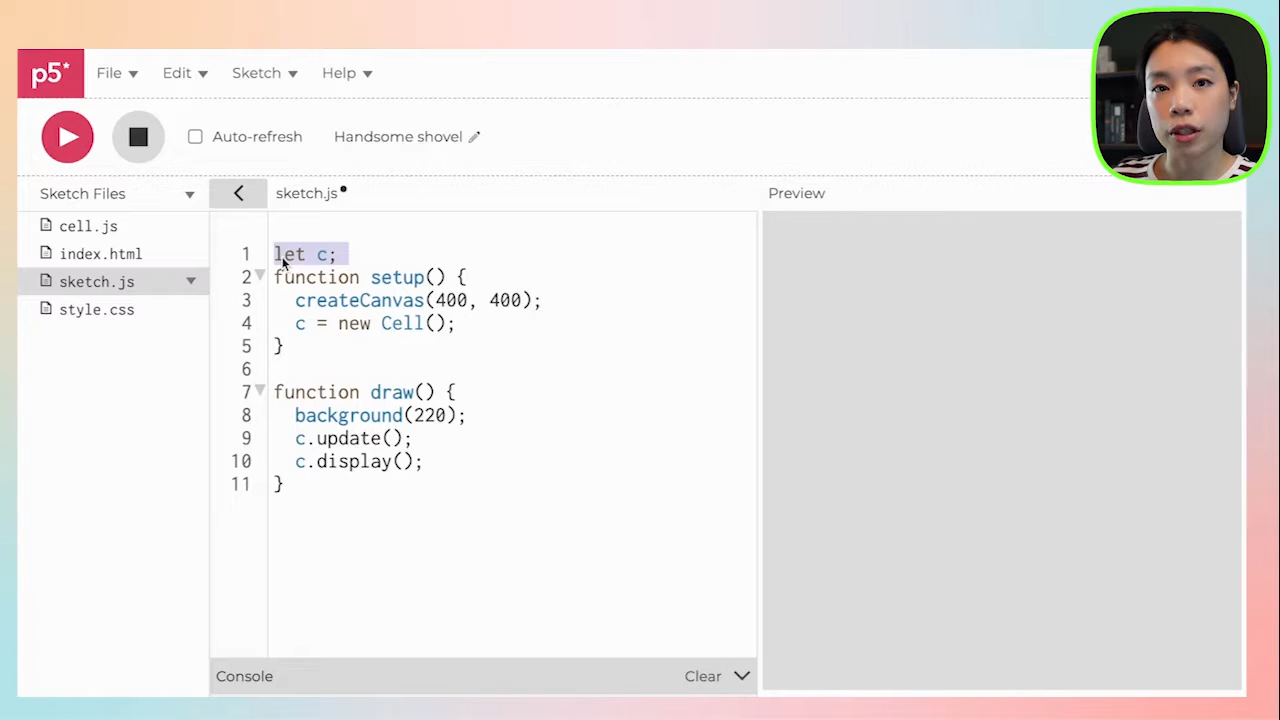 p5*
File Edit Sketch Help
Auto-refresh Handsome shovel
Sketch Files
sketch.js
Preview
cell.js
index.html
sketch.js
style.css
1 let c;
2 function setup() {
3 createCanvas(400, 400);
4 c = new Cell();
5 }
6
7 function draw() {
8 background(220);
9 c.update();
10 c.display();
11 }
Console
Clear